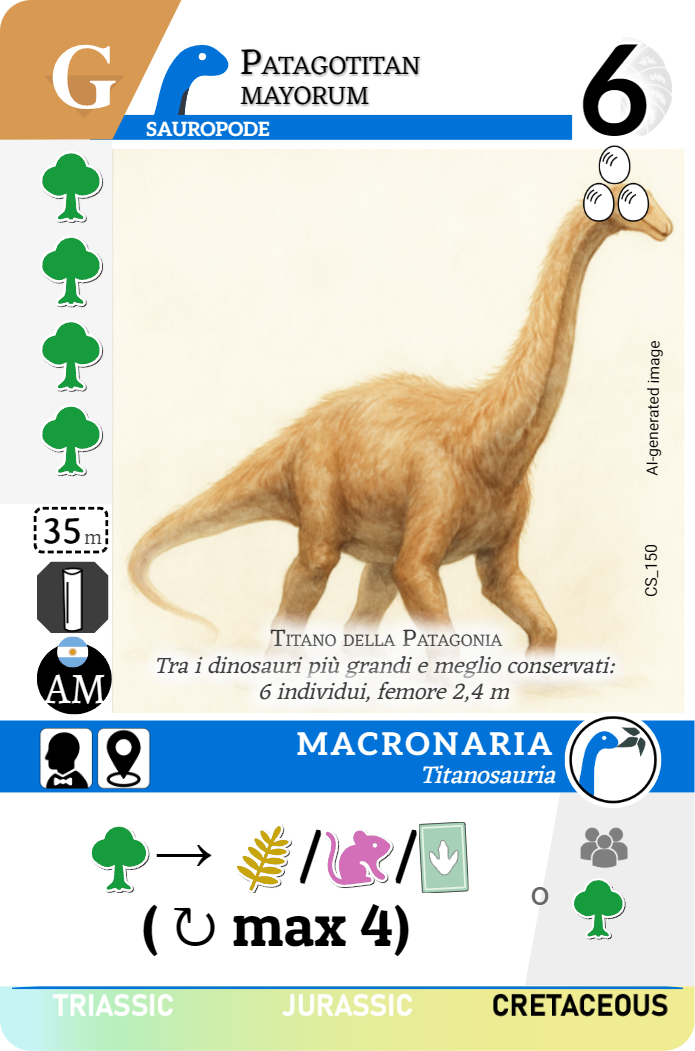 G
PATAGOTITAN
MAYORUM
6
SAUROPODE
AI-generated image
35 m
CS_150
AM
TITANO DELLA PATAGONIA
Tra i dinosauri più grandi e meglio conservati:
6 individui, femore 2,4 m
MACRONARIA
Titanosauria
→ / /
o
( ↻ max 4)
TRIASSIC JURASSIC CRETACEOUS